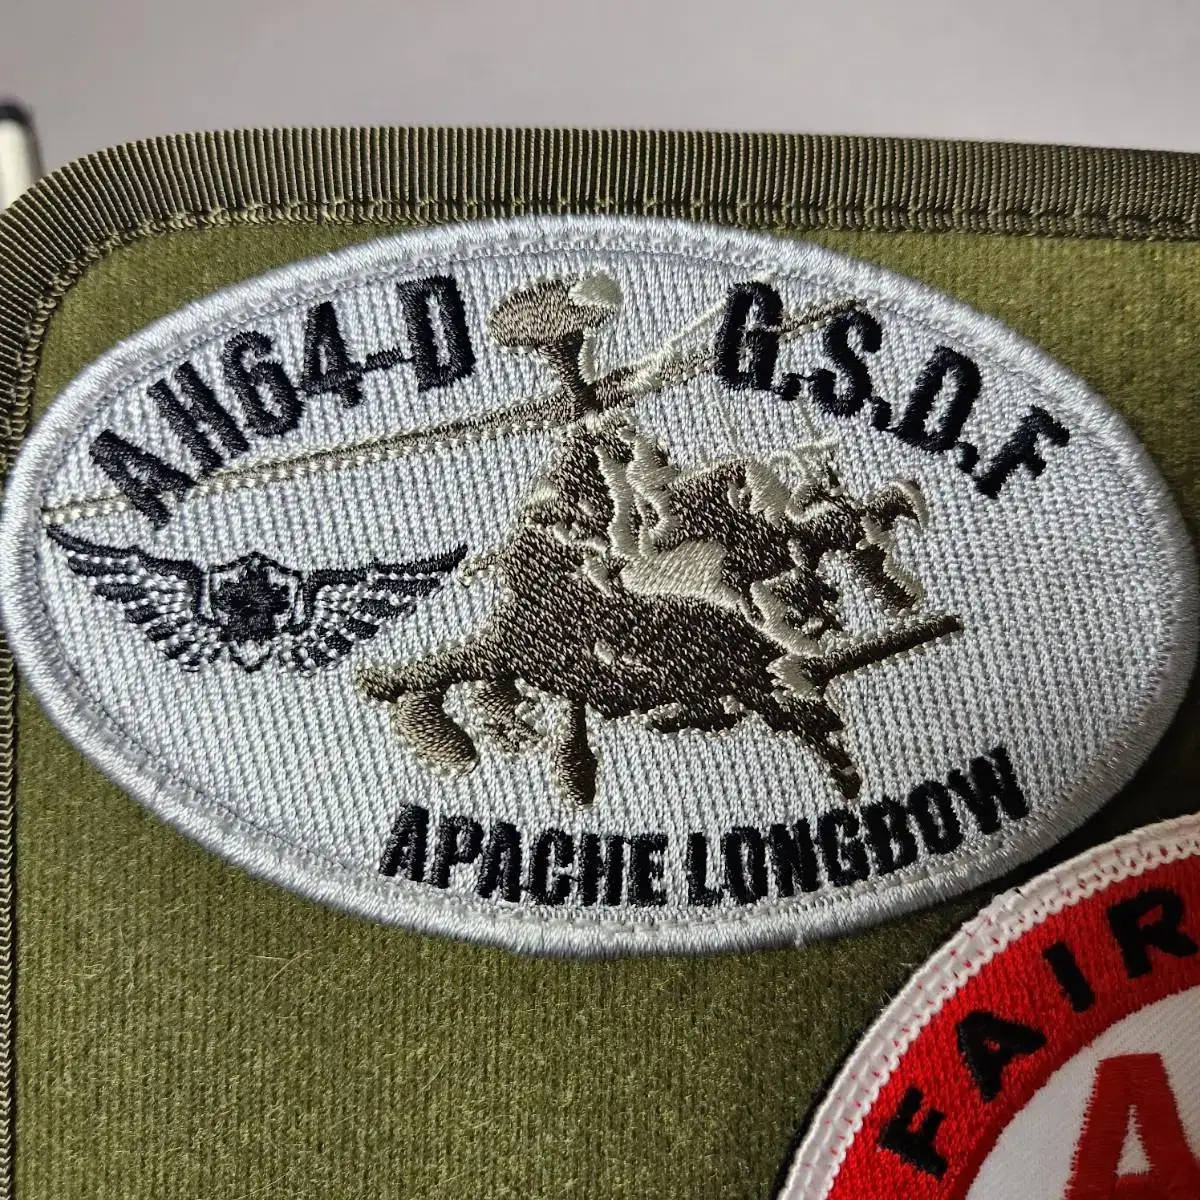 AH64-D
G.S.D.F
APACHE LONGBOW
FAIR
A